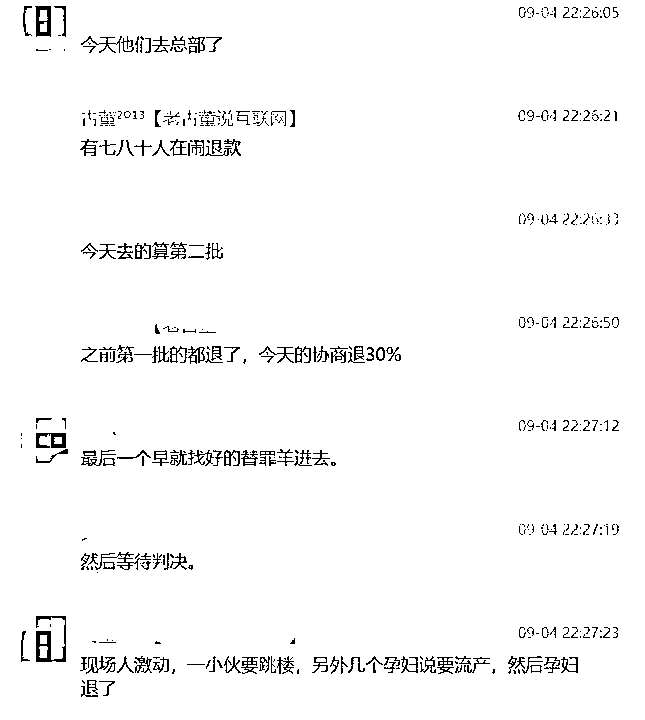 09-04 22:26:05
今天他们去总部了
古董²⁰¹³【老古董说互联网】
09-04 22:26:21
有七八十人在闹退款
09-04 22:26:33
今天去的算第二批
09-04 22:26:50
之前第一批的都退了，今天的协商退30%
09-04 22:27:12
最后一个早就找好的替罪羊进去。
09-04 22:27:19
然后等待判决。
09-04 22:27:23
现场人激动，一小伙要跳楼，另外几个孕妇说要流产，然后孕妇
退了